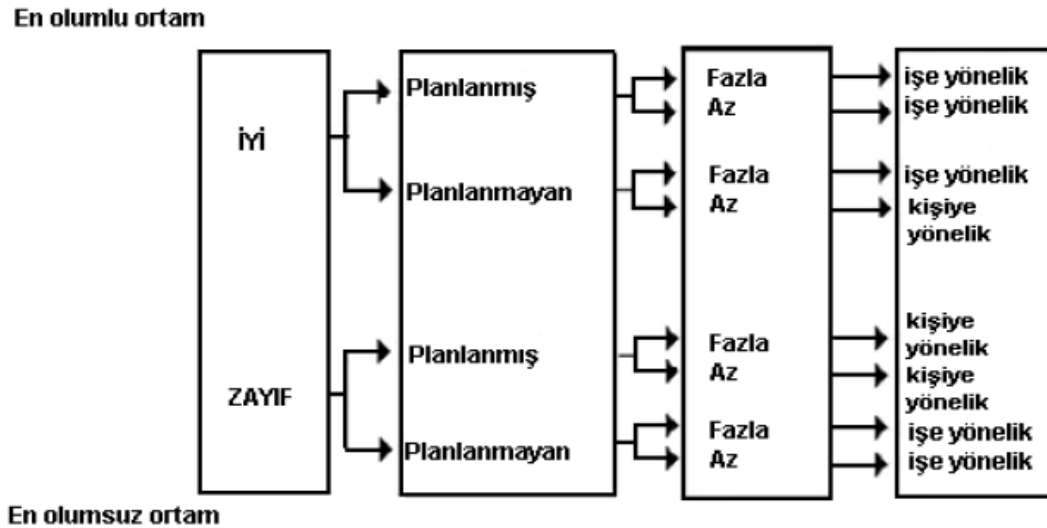 En olumlu ortam
İYİ
Planlanmış
Planlanmayan
Fazla
Az
Fazla
Az
işe yönelik
işe yönelik
işe yönelik
kişiye
yönelik
ZAYIF
Planlanmış
Planlanmayan
Fazla
Az
Fazla
Az
kişiye
yönelik
kişiye
yönelik
işe yönelik
işe yönelik
En olumsuz ortam